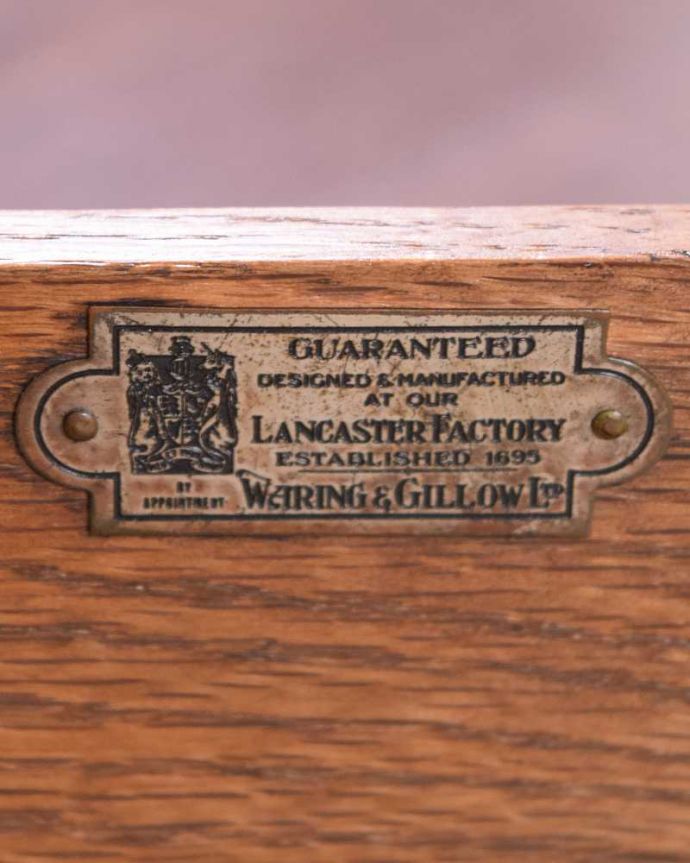 GUARANTEED
DESIGNED & MANUFACTURED
AT OUR
LANCASTER FACTORY
ESTABLISHED 1695
WARING & GILLOW LTD
BY
APPOINTMENT